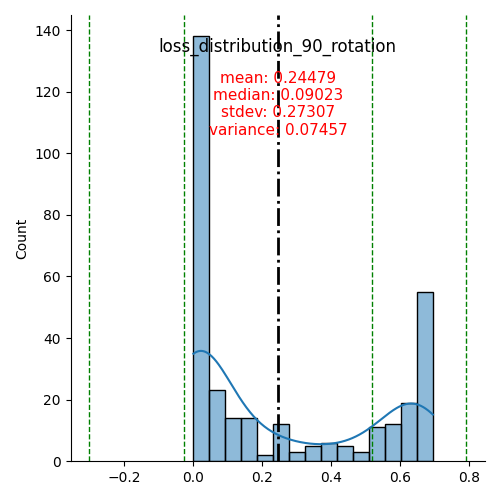 loss_distribution_90_rotation
mean: 0.24479
median: 0.09023
stdev: 0.27307
variance: 0.07457
Count
140
120
100
80
60
40
20
0
−0.2 0.0 0.2 0.4 0.6 0.8